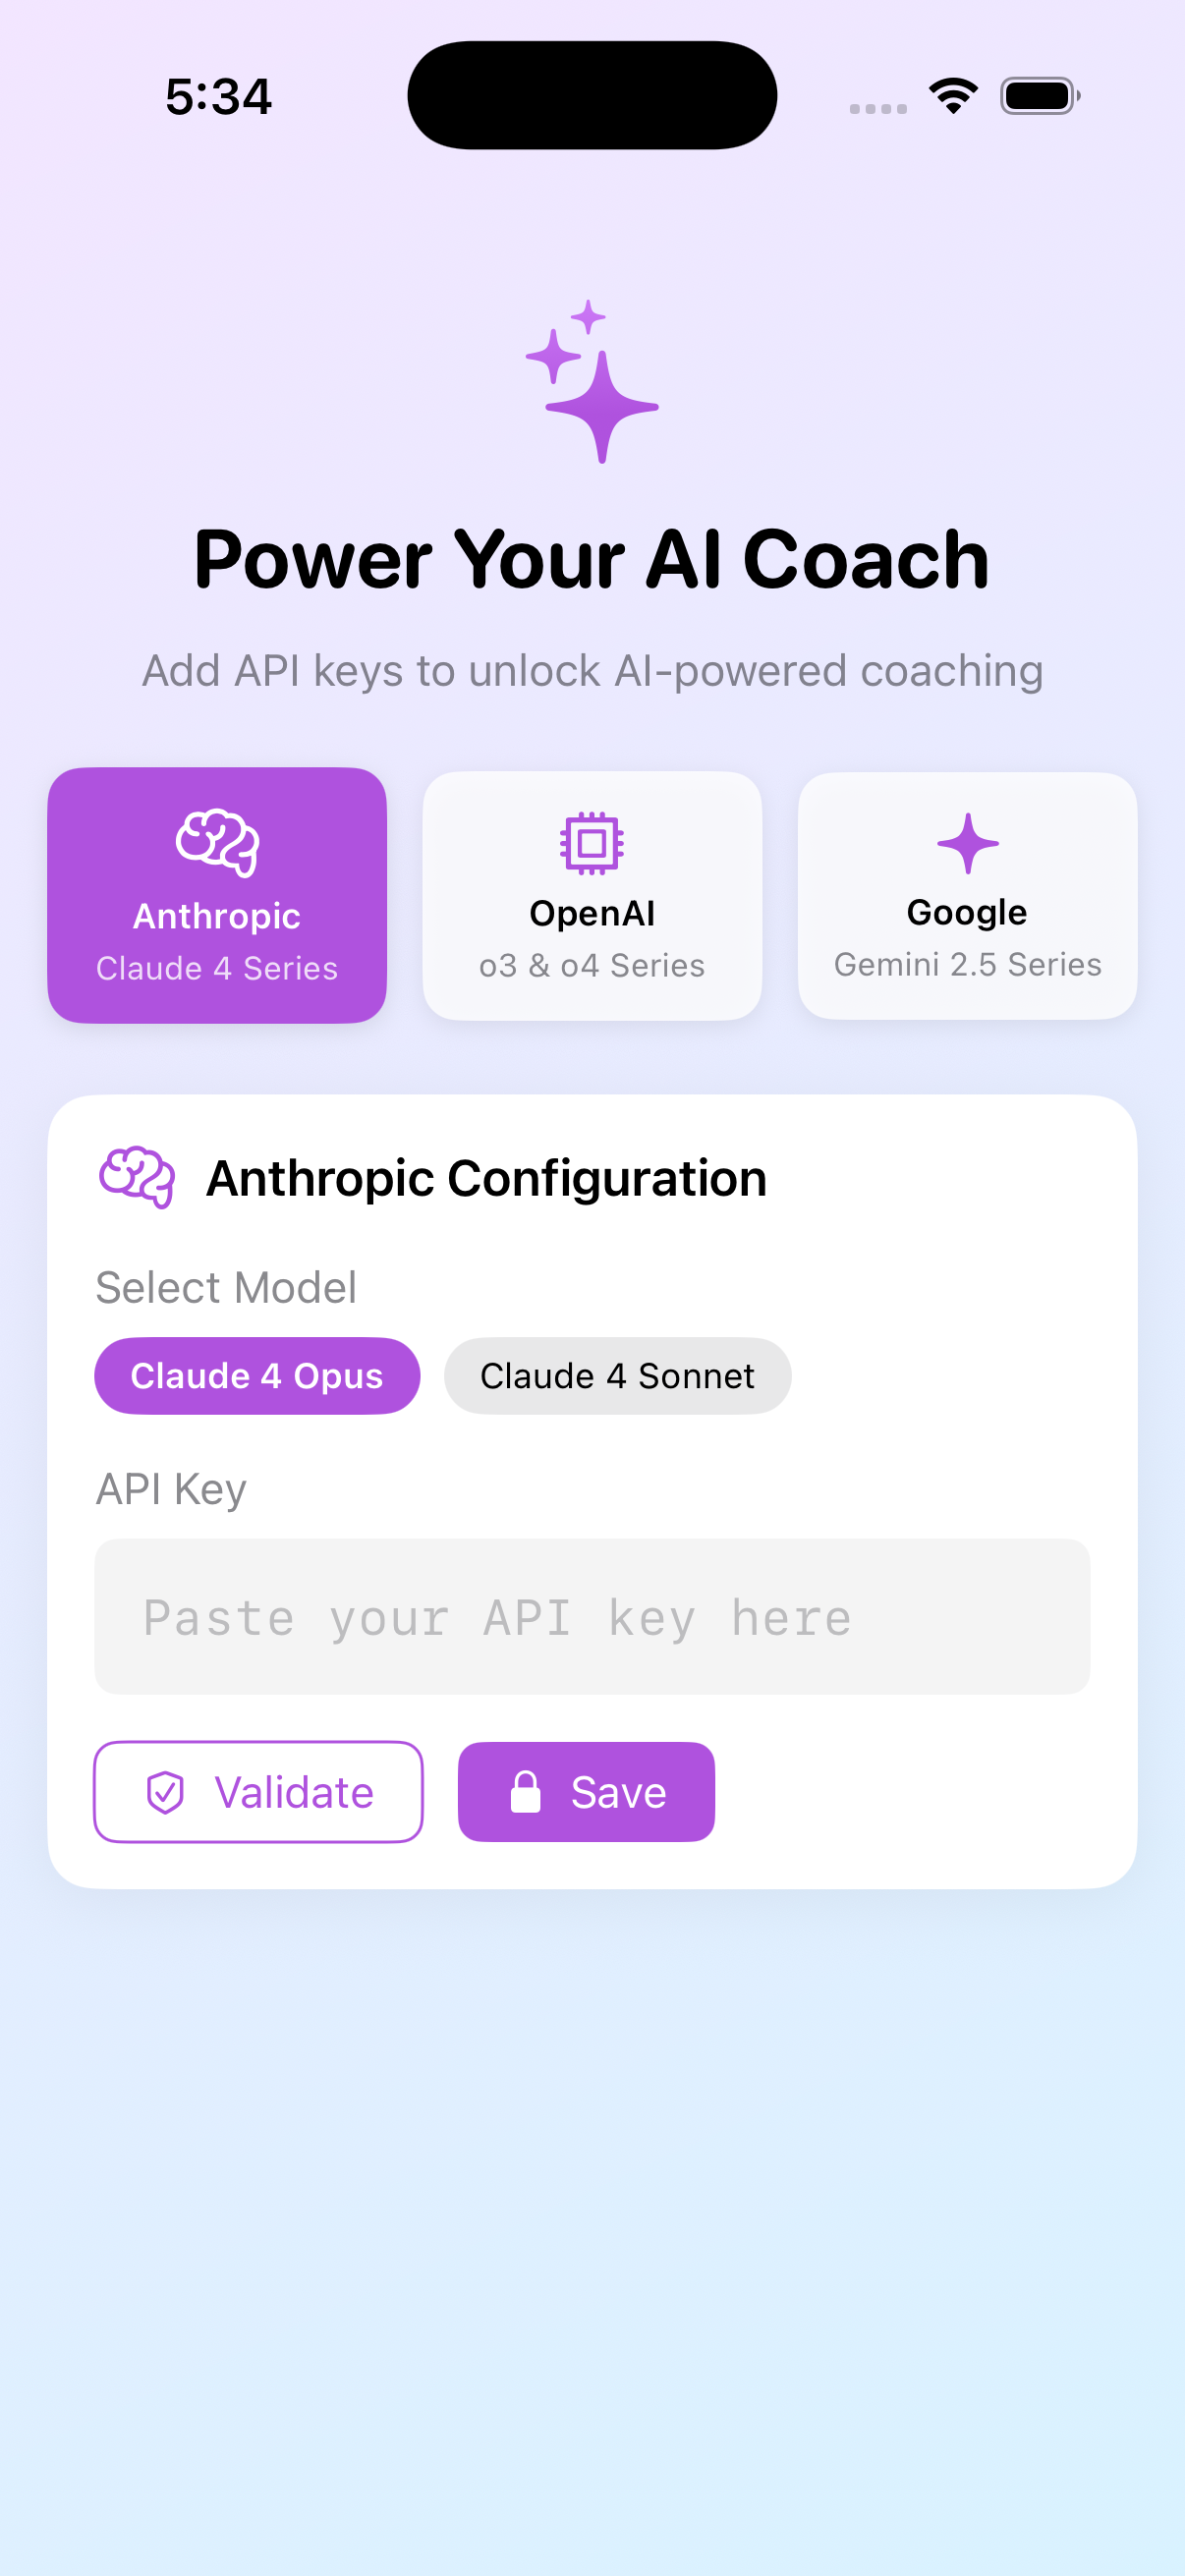 5:34
Power Your AI Coach
Add API keys to unlock AI-powered coaching
Anthropic
Claude 4 Series
OpenAI
o3 & o4 Series
Google
Gemini 2.5 Series
Anthropic Configuration
Select Model
Claude 4 Opus
Claude 4 Sonnet
API Key
Paste your API key here
Validate
Save